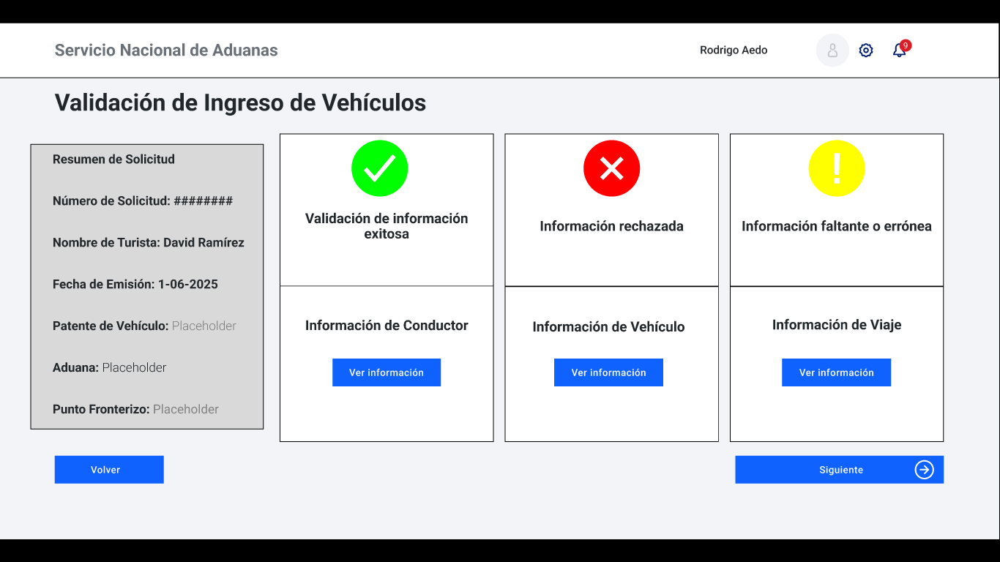 Servicio Nacional de Aduanas
Rodrigo Aedo
9
Validación de Ingreso de Vehículos
Resumen de Solicitud
Número de Solicitud: ########
Nombre de Turista: David Ramírez
Fecha de Emisión: 1-06-2025
Patente de Vehículo: Placeholder
Aduana: Placeholder
Punto Fronterizo: Placeholder
Validación de información
exitosa
Información de Conductor
Ver información
Información rechazada
Información de Vehículo
Ver información
!
Información faltante o errónea
Información de Viaje
Ver información
Volver
Siguiente